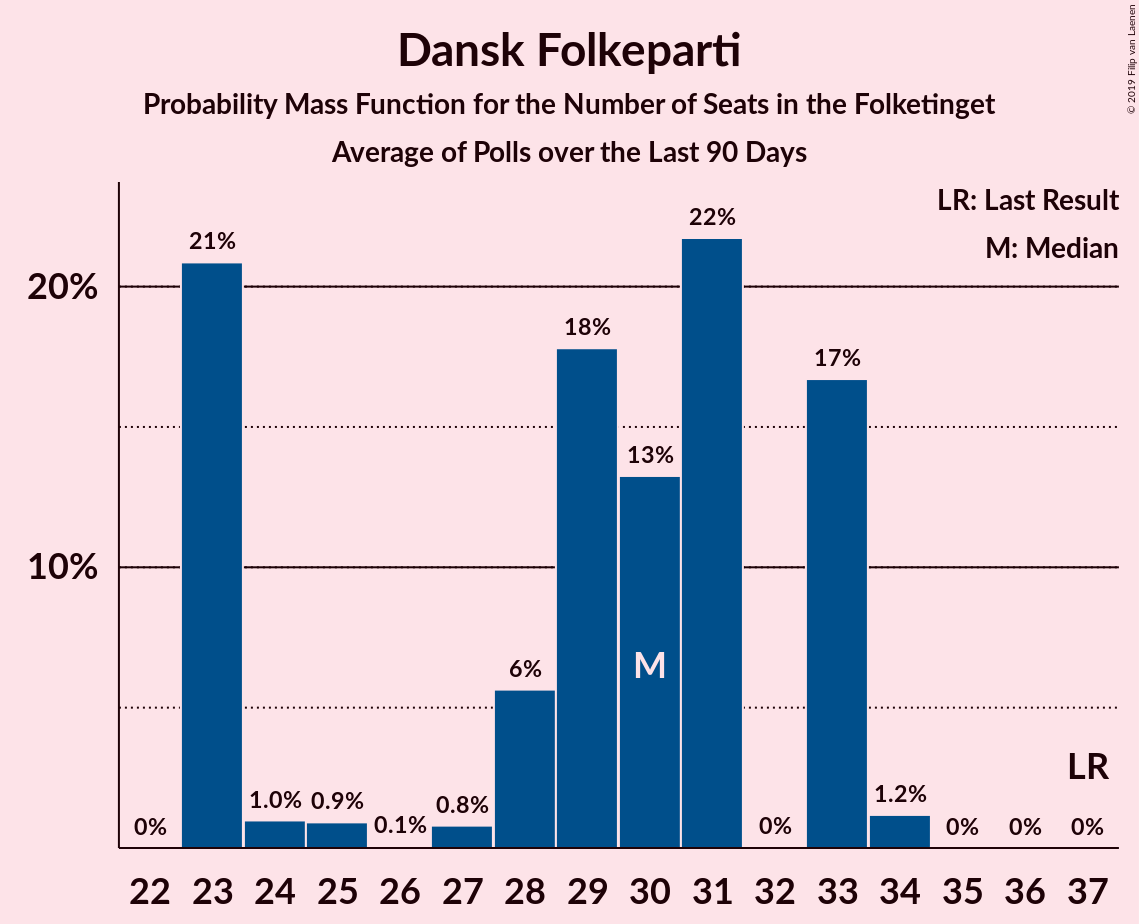 Dansk Folkeparti
Probability Mass Function for the Number of Seats in the Folketinget
Average of Polls over the Last 90 Days
© 2019 Filip van Laenen
LR: Last Result
M: Median
20%
10%
0%
21%
1.0%
0.9%
0.1%
0.8%
6%
18%
13%
22%
0%
17%
1.2%
0%
0%
0%
M
LR
22 23 24 25 26 27 28 29 30 31 32 33 34 35 36 37